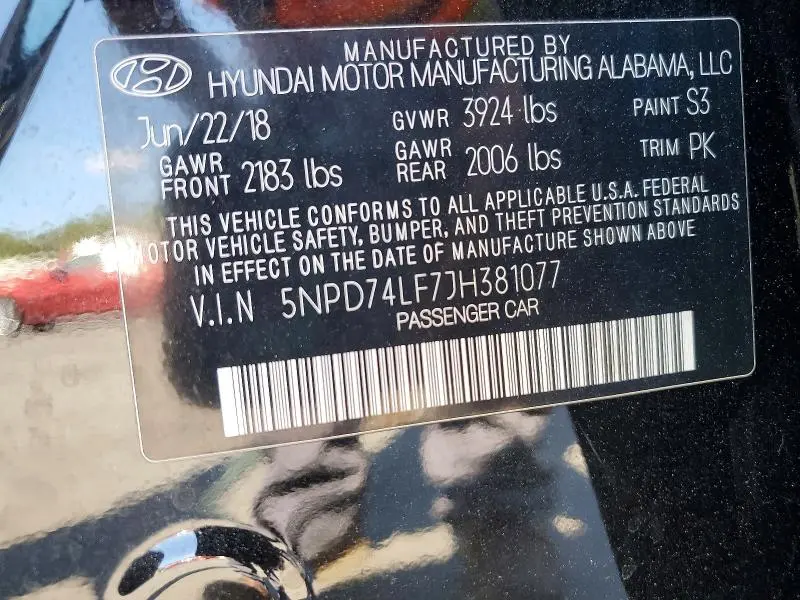 MANUFACTURED BY
HYUNDAI MOTOR MANUFACTURING ALABAMA, LLC
Jun/22/18 GVWR 3924 lbs PAINT S3
GAWR FRONT 2183 lbs GAWR REAR 2006 lbs TRIM PK
THIS VEHICLE CONFORMS TO ALL APPLICABLE U.S.A. FEDERAL
MOTOR VEHICLE SAFETY, BUMPER, AND THEFT PREVENTION STANDARDS
IN EFFECT ON THE DATE OF MANUFACTURE SHOWN ABOVE
V.I.N 5NPD74LF7JH381077
PASSENGER CAR